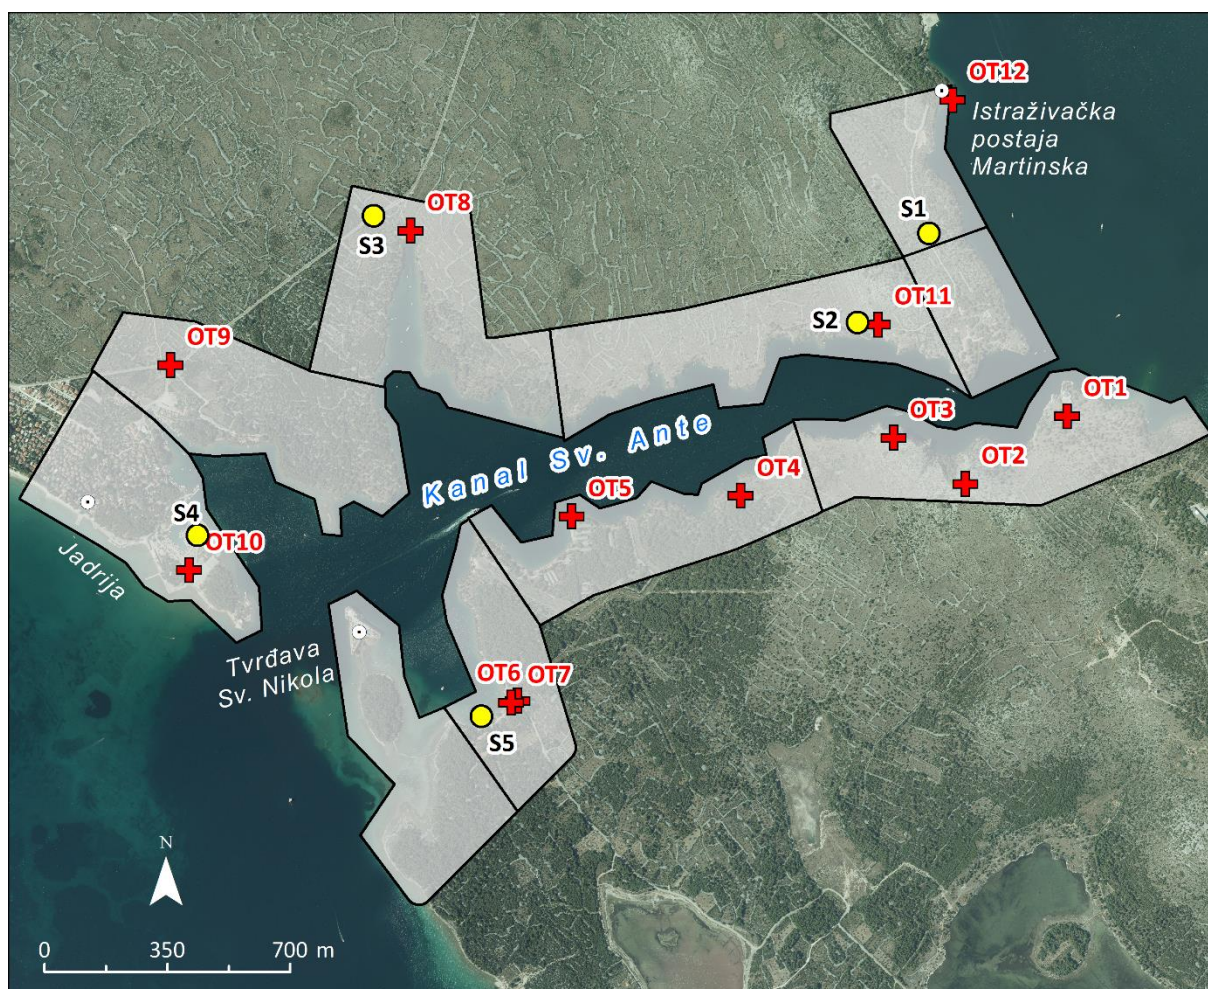 OT12
Istraživačka
postaja
Martinska
OT8
S1
S3
OT11
S2
OT9
OT1
OT3
Kanal Sv. Ante
OT2
OT4
OT5
S4
OT10
Jadrija
Tvrđava
Sv. Nikola
OT6
OT7
S5
N
0
350
700 m